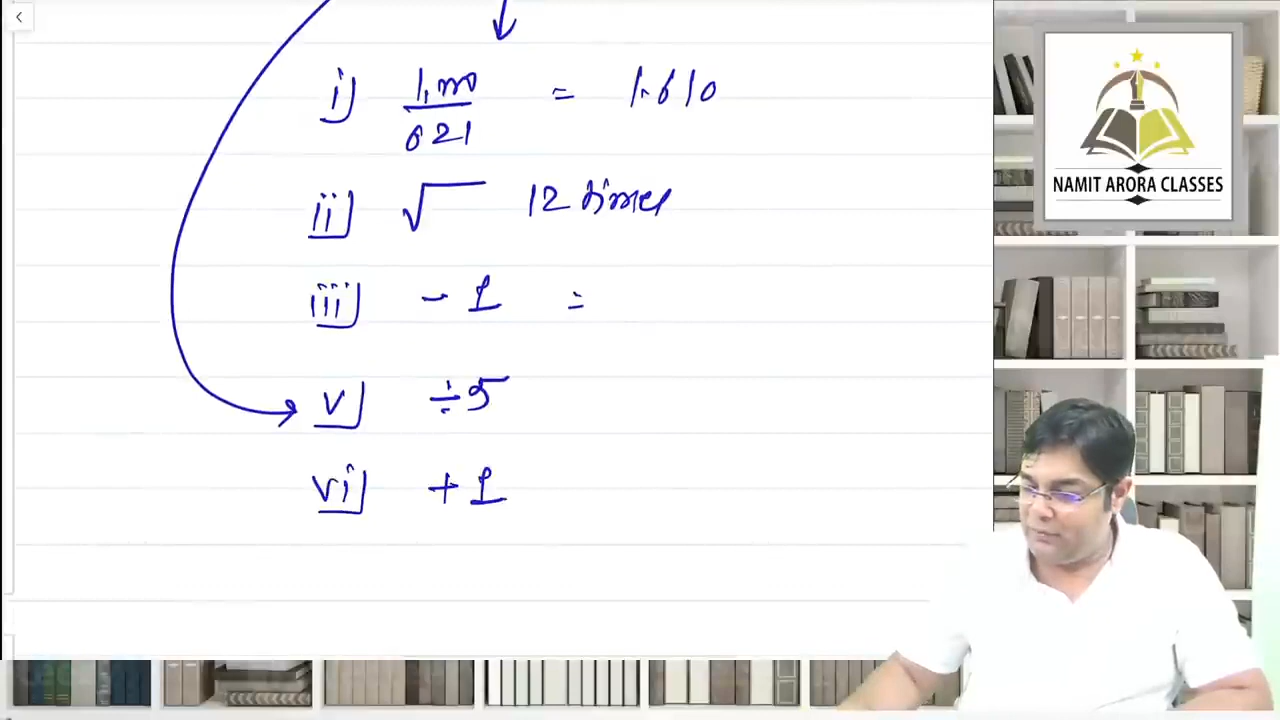 i) 1,000/621 = 1.610
ii) √ 12 times
iii) - 1 =
v) ÷5
vi) + 1
NAMIT ARORA CLASSES